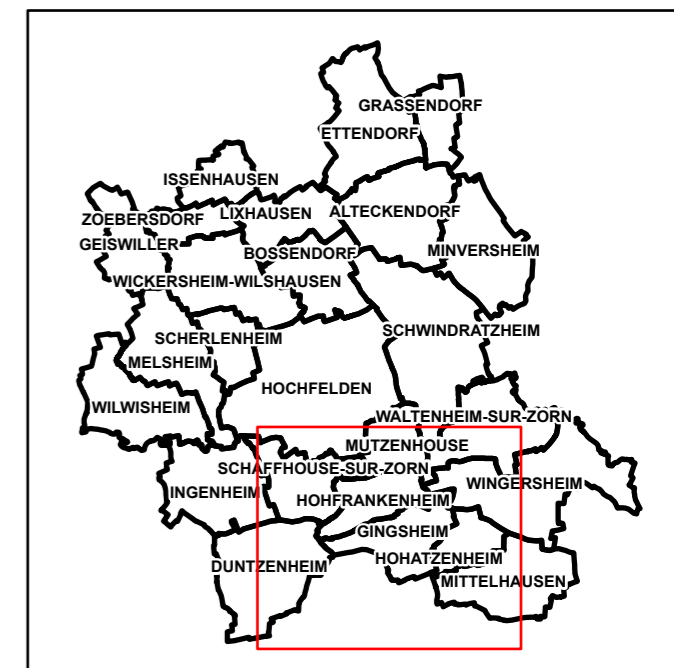 GRASSENDORF
ETTENDORF
ISSENHAUSEN
ZOEBERSDORF
LIXHAUSEN
ALTECKENDORF
GEISWILLER
BOSSENDORF
MINVERSHEIM
WICKERSHEIM-WILSHAUSEN
SCHERLENHEIM
SCHWINDRATZHEIM
MELSHEIM
HOCHFELDEN
WILWISHEIM
WALTENHEIM-SUR-ZORN
MUTZENHOUSE
SCHAFFHOUSE-SUR-ZORN
INGENHEIM
WINGERSHEIM
HOHFRANKENHEIM
GINGSHEIM
DUNTZENHEIM
HOHATZENHEIM
MITTELHAUSEN